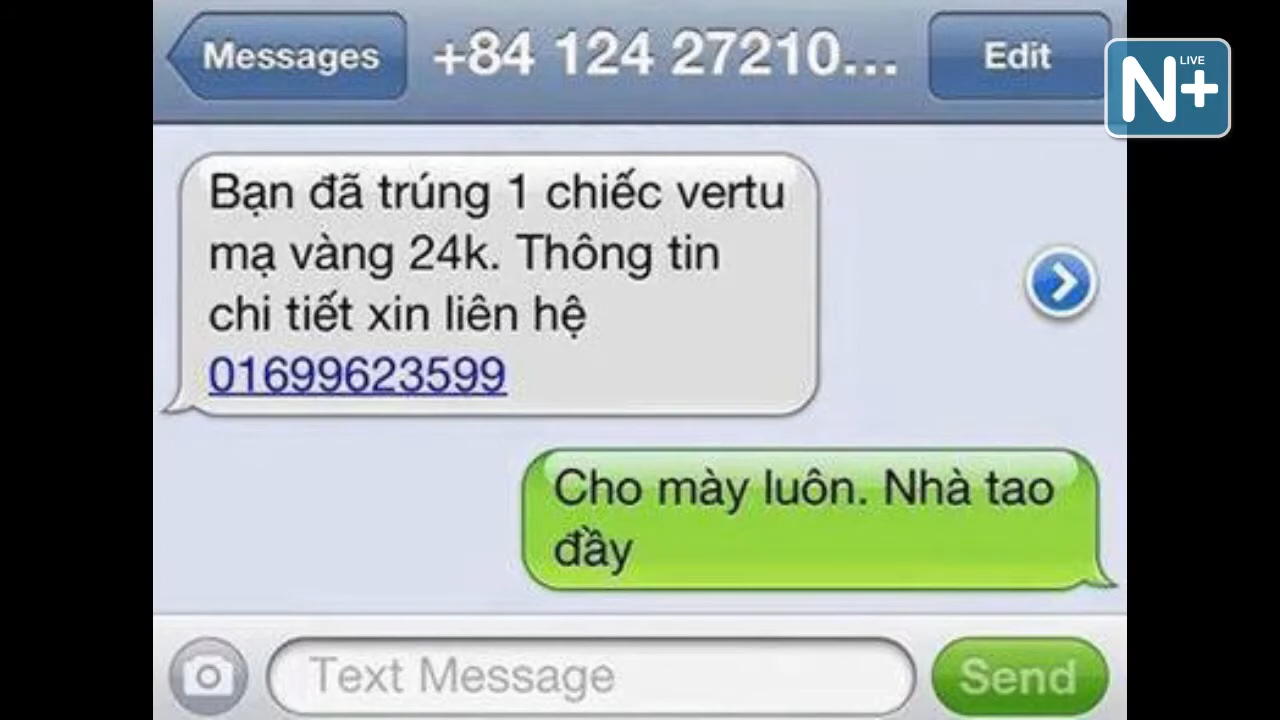 Messages
+84 124 27210...
Edit
LIVE
N+
Bạn đã trúng 1 chiếc vertu
mạ vàng 24k. Thông tin
chi tiết xin liên hệ
01699623599
Cho mày luôn. Nhà tao
đầy
Text Message
Send